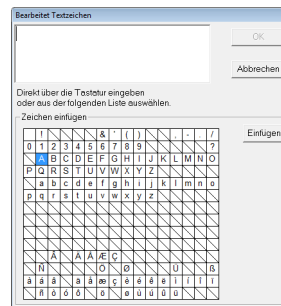 Bearbeitet Textzeichen
OK
Abbrechen
Direkt über die Tastatur eingeben
oder aus der folgenden Liste auswählen.
Zeichen einfügen
Einfügen
! & ' ( ) , - . /
0 1 2 3 4 5 6 7 8 9 ?
A B C D E F G H I J K L M N O
P Q R S T U V W X Y Z
a b c d e f g h i j k l m n o
p q r s t u v w x y z
Ä Å Æ Ç
Ñ Ö Ø Ü ß
à á â ä å æ ç è é ê ë ì í î ï
ñ ò ó ô ö ø ù ú û ü